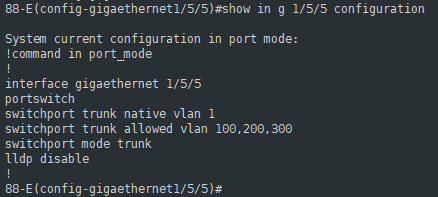 88-E(config-gigaethernet1/5/5)#show in g 1/5/5 configuration
System current configuration in port mode:
!command in port_mode
!
interface gigaethernet 1/5/5
portswitch
switchport trunk native vlan 1
switchport trunk allowed vlan 100,200,300
switchport mode trunk
lldp disable
!
88-E(config-gigaethernet1/5/5)#